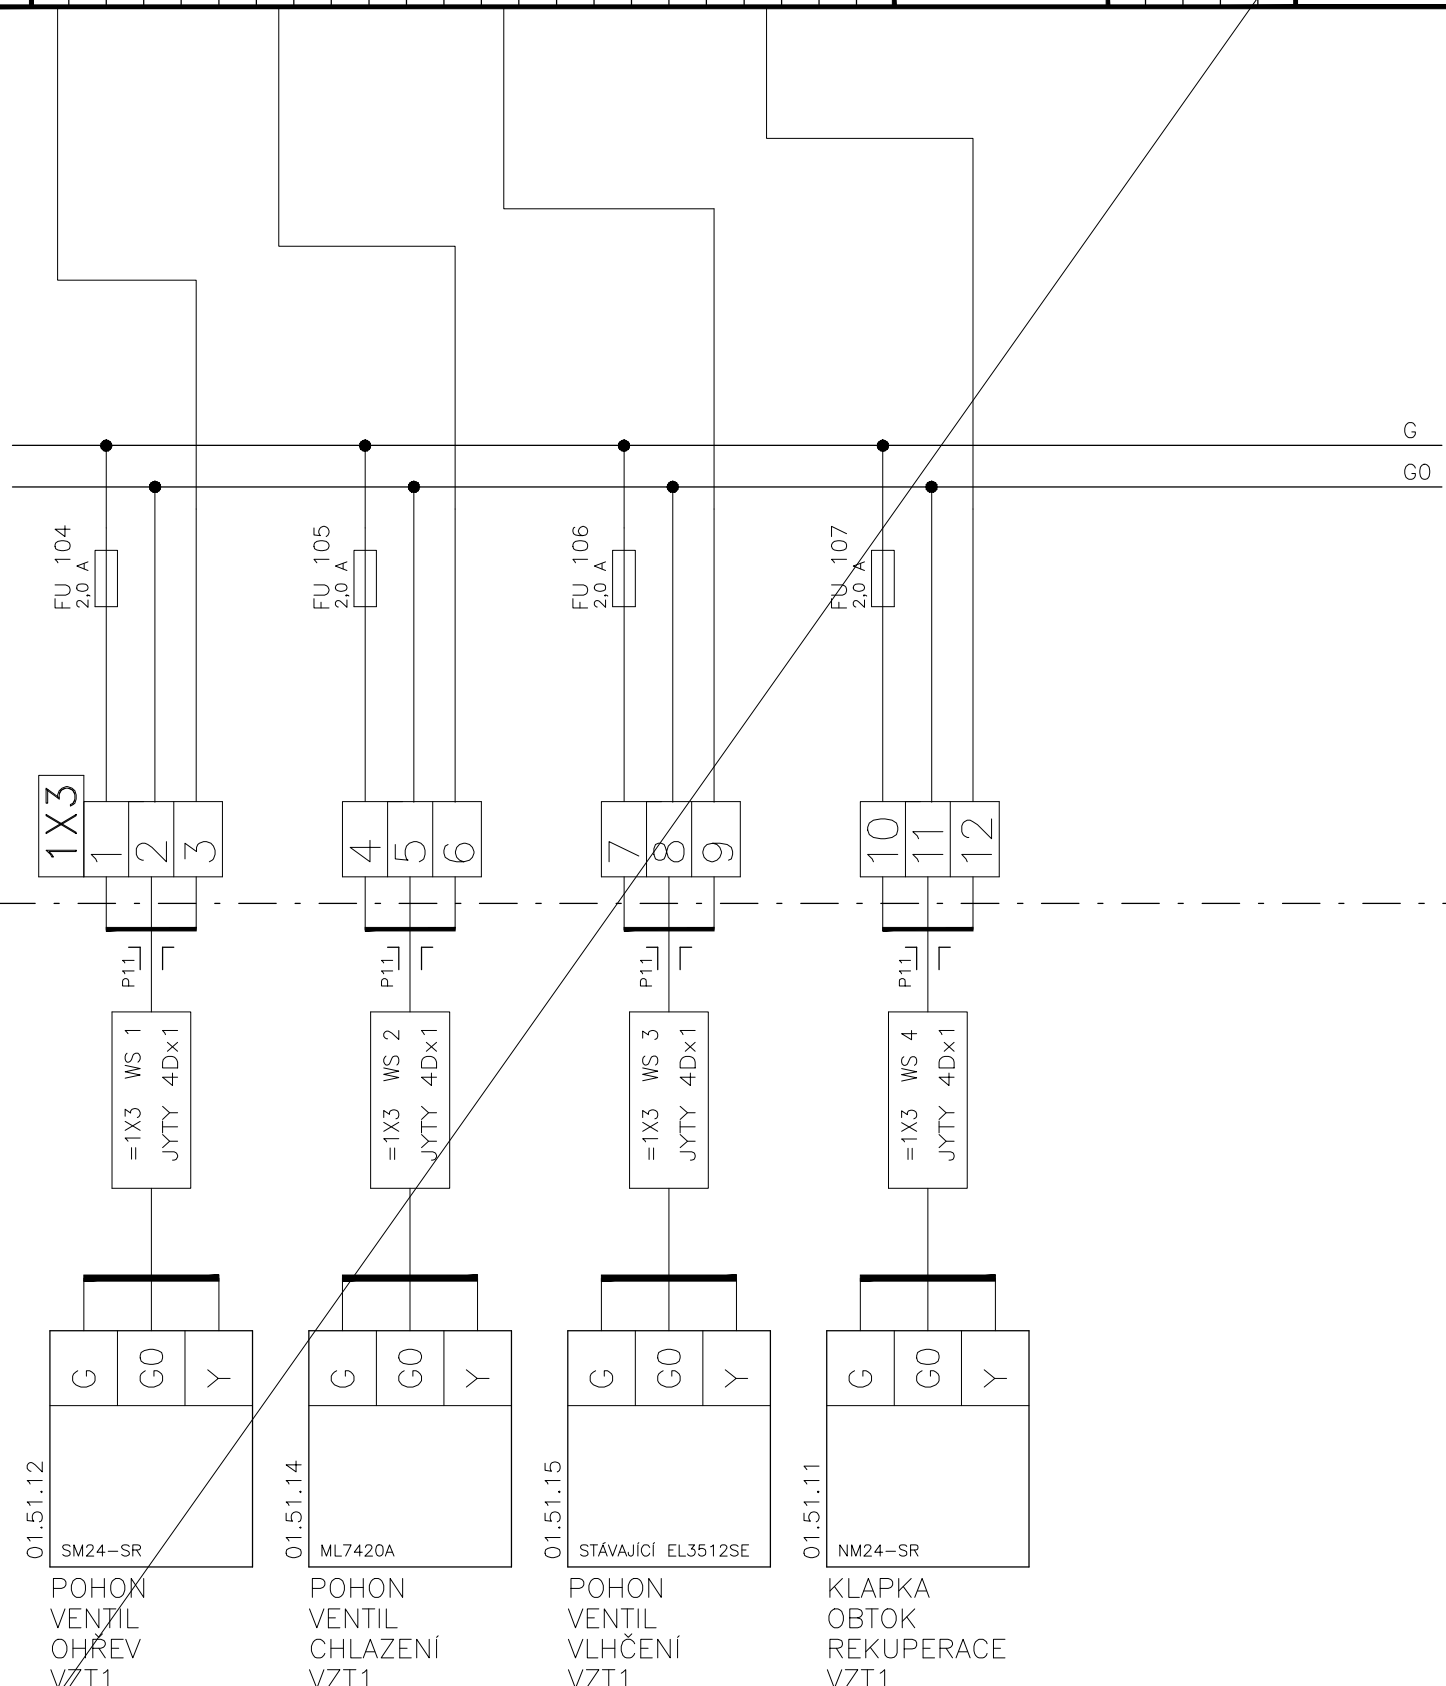 G
G0
FU 104
2,0 A
FU 105
2,0 A
FU 106
2,0 A
FU 107
2,0 A
1X3
1
2
3
4
5
6
7
8
9
10
11
12
P11
P11
P11
P11
=1X3 WS 1
JYTY 4Dx1
=1X3 WS 2
JYTY 4Dx1
=1X3 WS 3
JYTY 4Dx1
=1X3 WS 4
JYTY 4Dx1
G
G0
Y
G
G0
Y
G
G0
Y
G
G0
Y
01.51.12
SM24-SR
POHON
VENTIL
OHŘEV
VZT1
01.51.14
ML7420A
POHON
VENTIL
CHLAZENÍ
VZT1
01.51.15
STÁVAJÍCÍ EL3512SE
POHON
VENTIL
VLHČENÍ
VZT1
01.51.11
NM24-SR
KLAPKA
OBTOK
REKUPERACE
VZT1